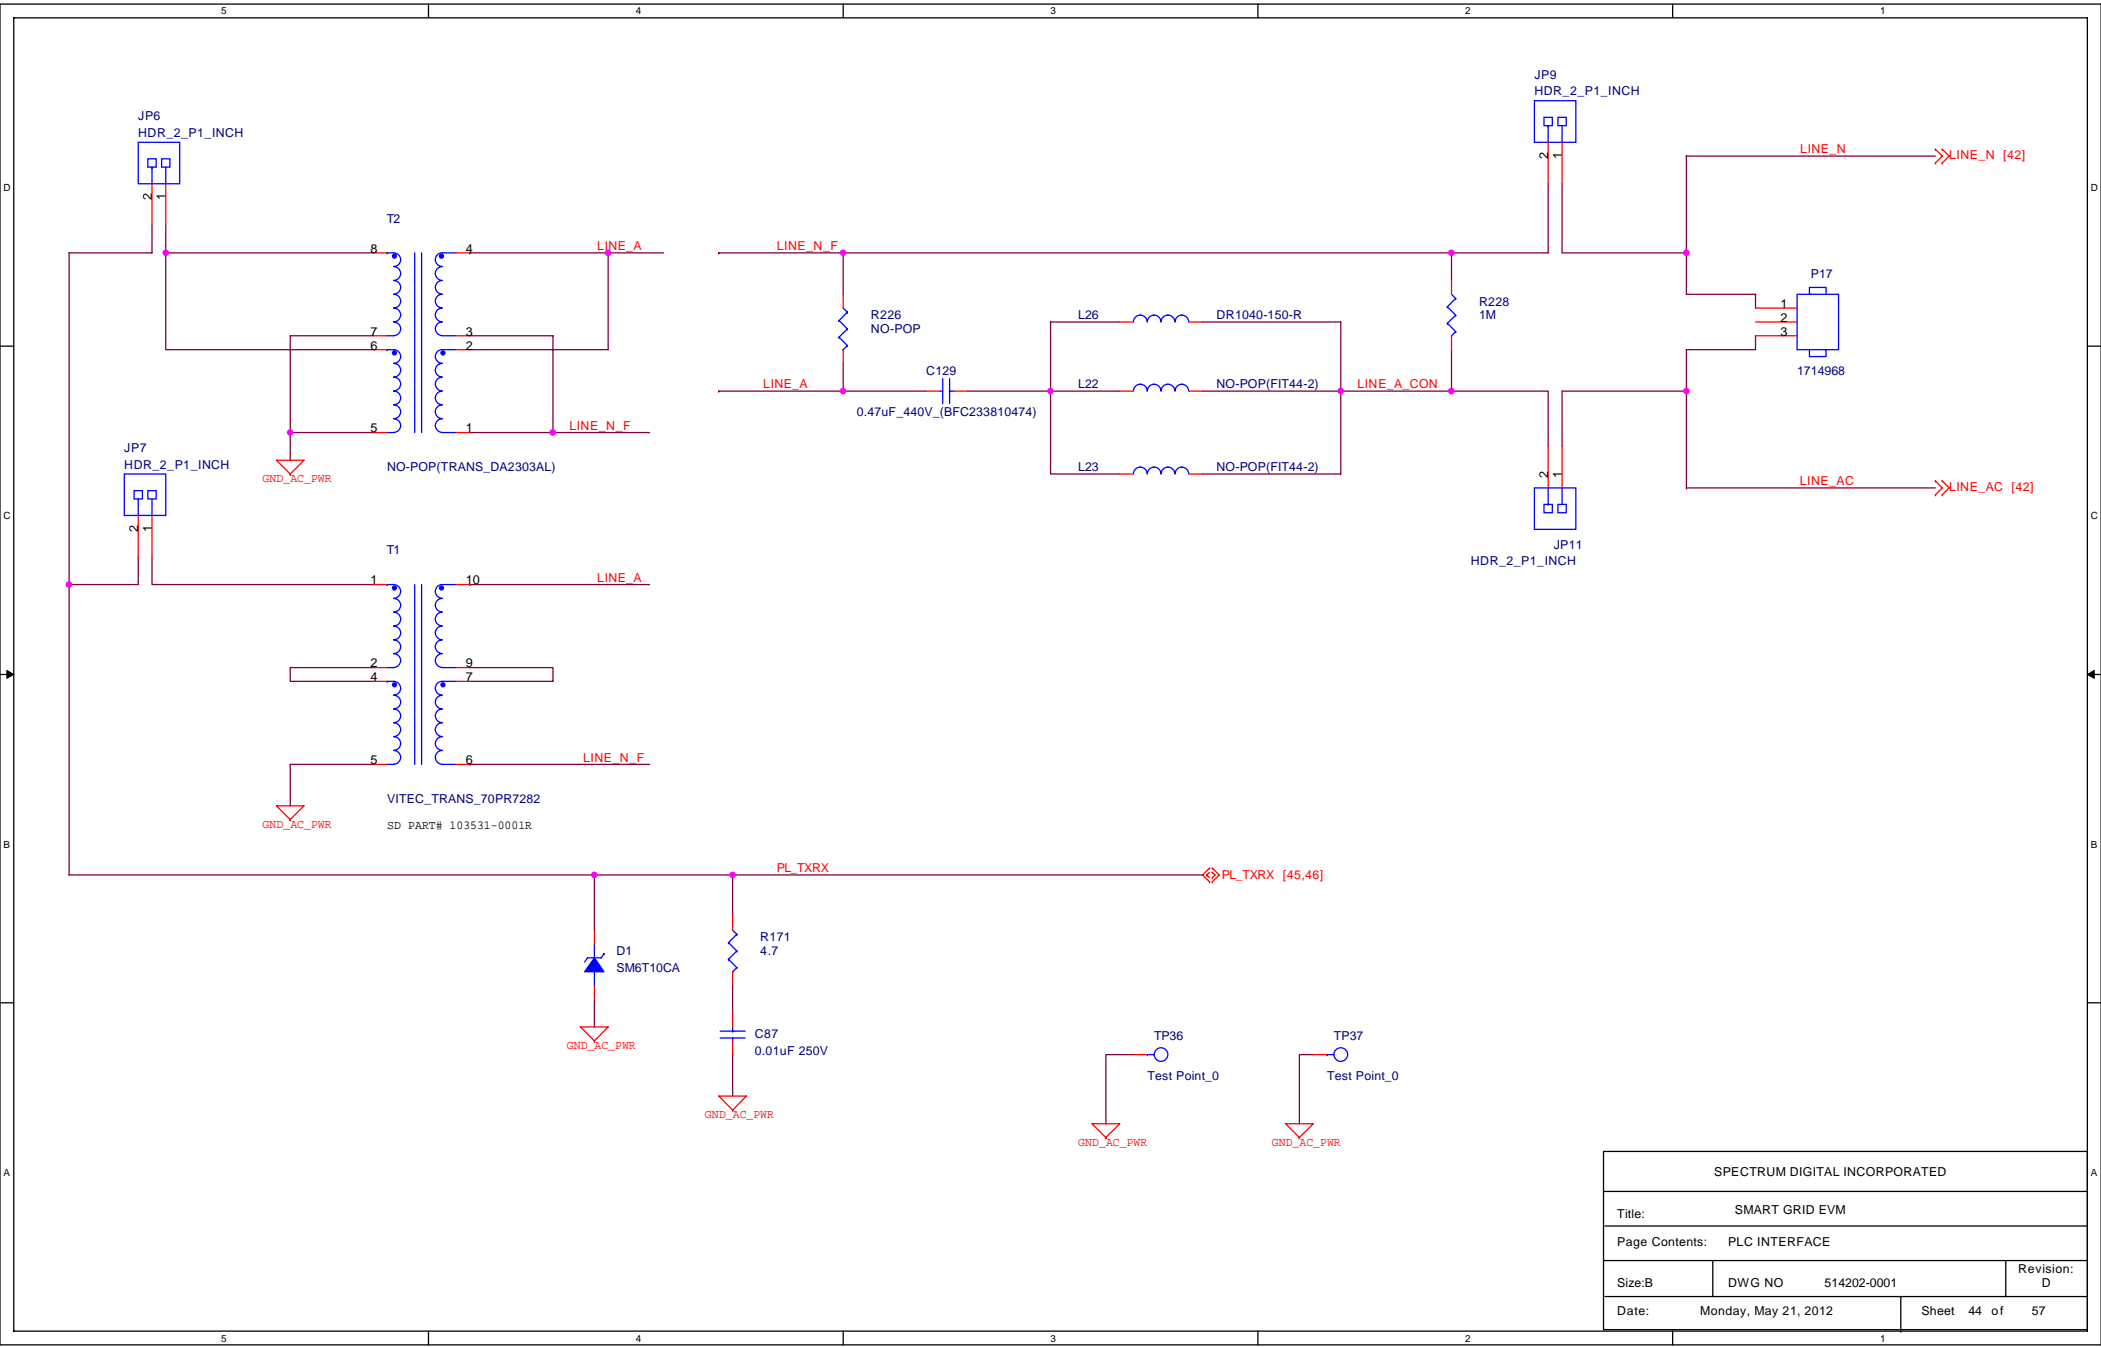 5 4 3 2 1
D
C
B
A
D
C
B
A
JP6
HDR_2_P1_INCH
2 1
T2
8
7
6
5
4
3
2
1
LINE_A
LINE_N_F
GND_AC_PWR
NO-POP(TRANS_DA2303AL)
JP7
HDR_2_P1_INCH
2 1
T1
1
2
4
5
10
9
7
6
LINE_A
LINE_N_F
GND_AC_PWR
VITEC_TRANS_70PR7282
SD PART# 103531-0001R
LINE_N_F
R226
NO-POP
LINE_A
C129
0.47uF_440V_(BFC233810474)
L26
DR1040-150-R
L22
NO-POP(FIT44-2)
L23
NO-POP(FIT44-2)
LINE_A_CON
R228
1M
JP9
HDR_2_P1_INCH
2 1
JP11
HDR_2_P1_INCH
2 1
LINE_N
LINE_N [42]
P17
1
2
3
1714968
LINE_AC
LINE_AC [42]
PL_TXRX
PL_TXRX [45,46]
D1
SM6T10CA
GND_AC_PWR
R171
4.7
C87
0.01uF 250V
GND_AC_PWR
TP36
Test Point_0
GND_AC_PWR
TP37
Test Point_0
GND_AC_PWR
SPECTRUM DIGITAL INCORPORATED
Title: SMART GRID EVM
Page Contents: PLC INTERFACE
Size:B DWG NO 514202-0001 Revision: D
Date: Monday, May 21, 2012 Sheet 44 of 57
5 4 3 2 1